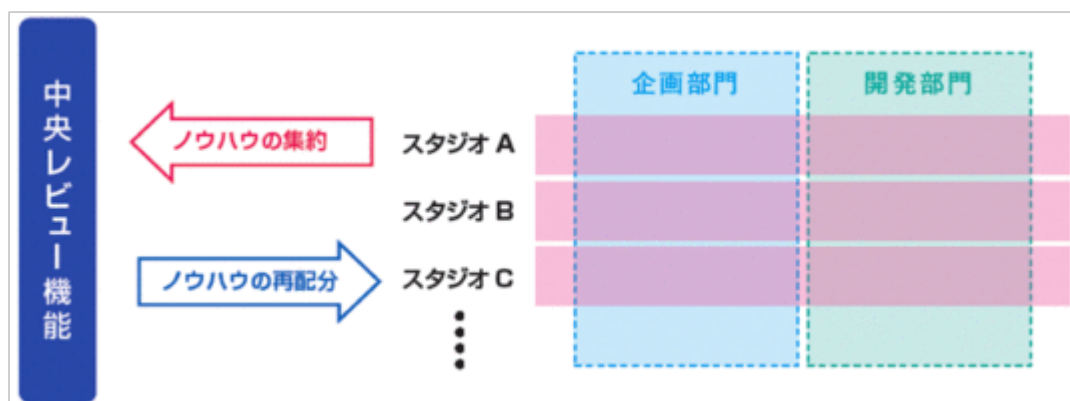 中央レビュー機能
ノウハウの集約
ノウハウの再配分
スタジオ A
スタジオ B
スタジオ C
企画部門
開発部門